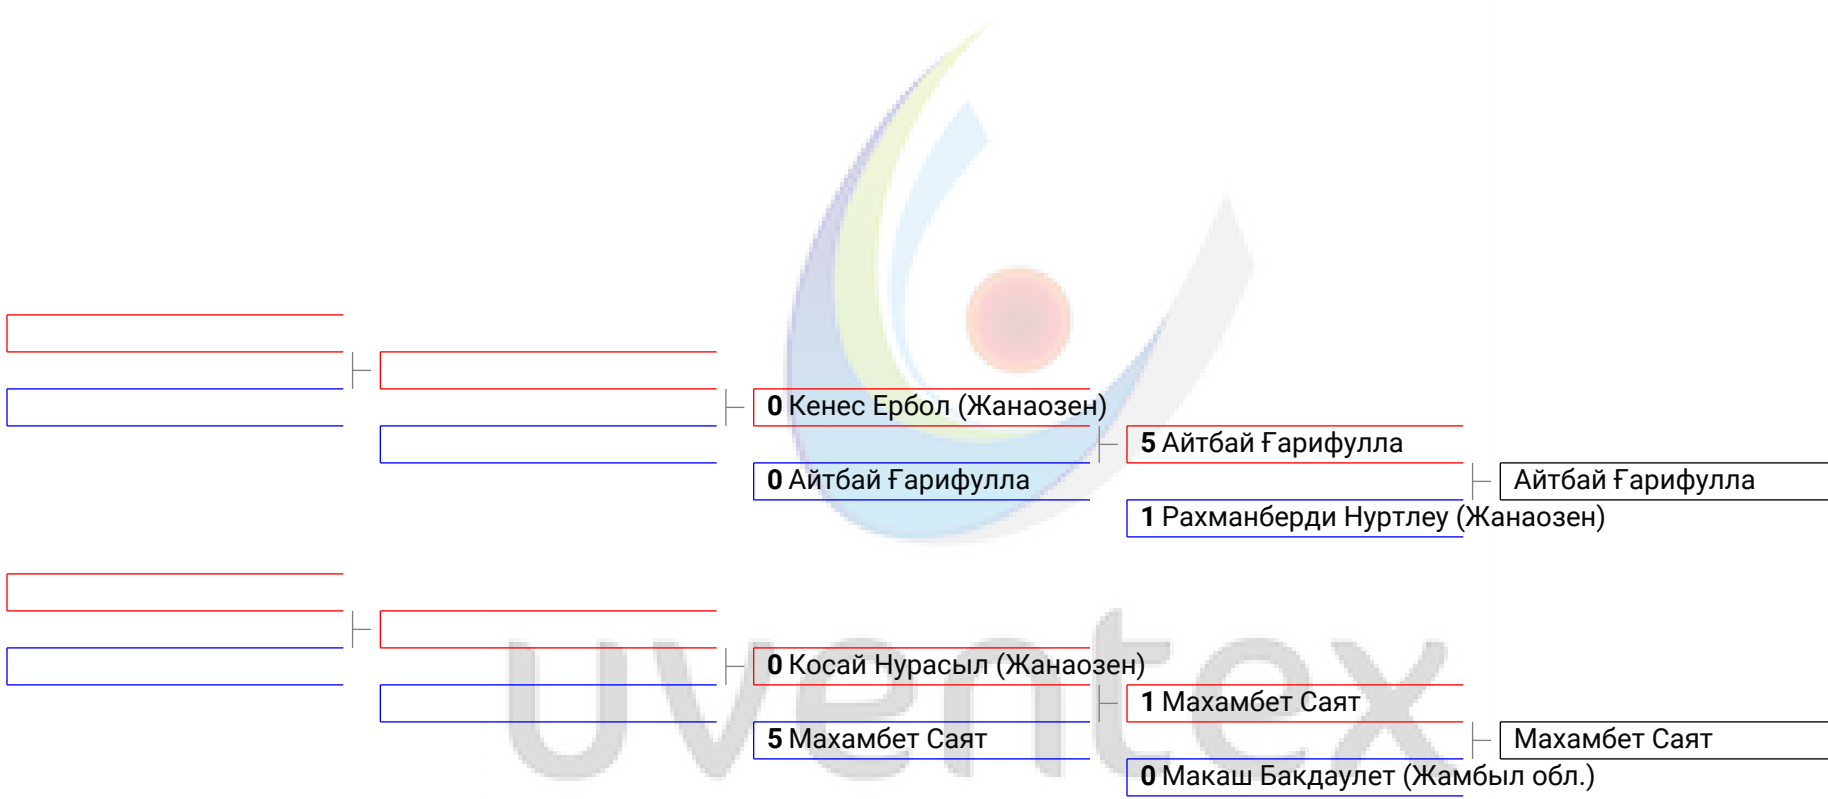 0 Кенес Ербол (Жанаозен)
5 Айтбай Ғарифулла
0 Айтбай Ғарифулла
Айтбай Ғарифулла
1 Рахманберди Нуртлеу (Жанаозен)
uventex
0 Косай Нурасыл (Жанаозен)
1 Махамбет Саят
5 Махамбет Саят
Махамбет Саят
0 Макаш Бакдаулет (Жамбыл обл.)